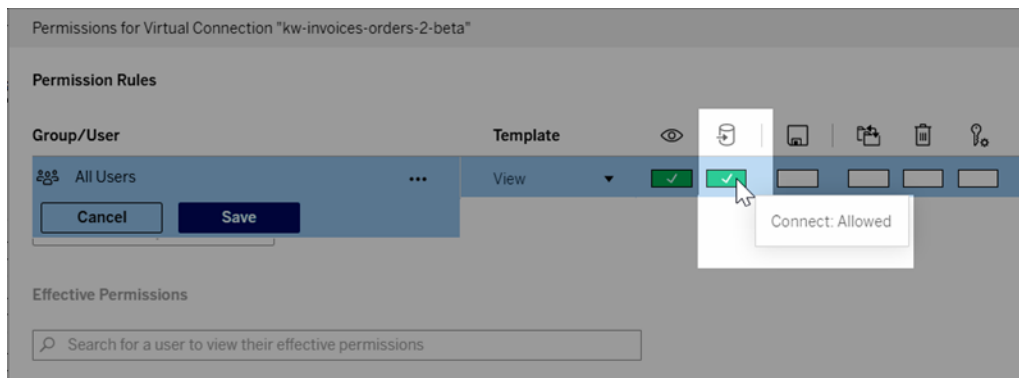 Permissions for Virtual Connection "kw-invoices-orders-2-beta"
Permission Rules
Group/User Template
All Users ••• View
Cancel Save
Connect: Allowed
Effective Permissions
Search for a user to view their effective permissions